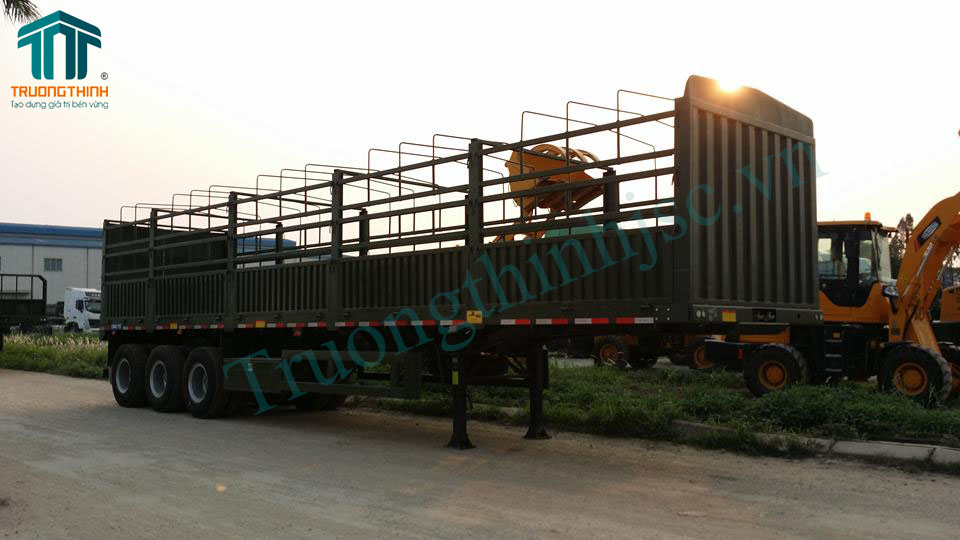 TRUONGTHINH®
Tạo dựng giá trị bền vững
Truongthinhjsc.vn